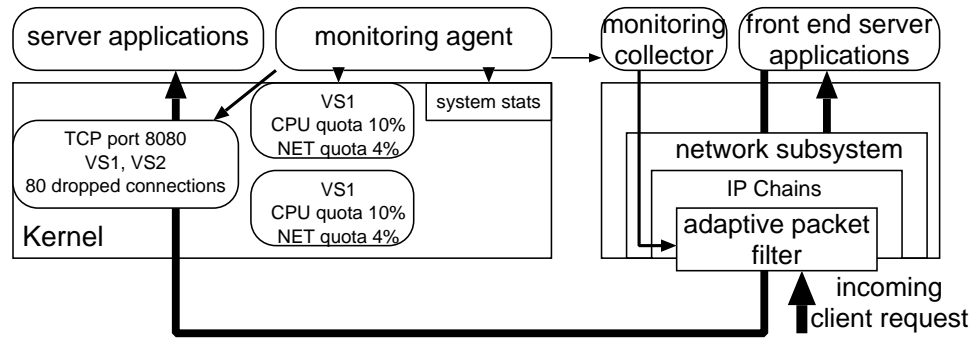 server applications
monitoring agent
monitoring
collector
front end server
applications
VS1
CPU quota 10%
NET quota 4%
system stats
TCP port 8080
VS1, VS2
80 dropped connections
VS1
CPU quota 10%
NET quota 4%
Kernel
network subsystem
IP Chains
adaptive packet
filter
incoming
client request